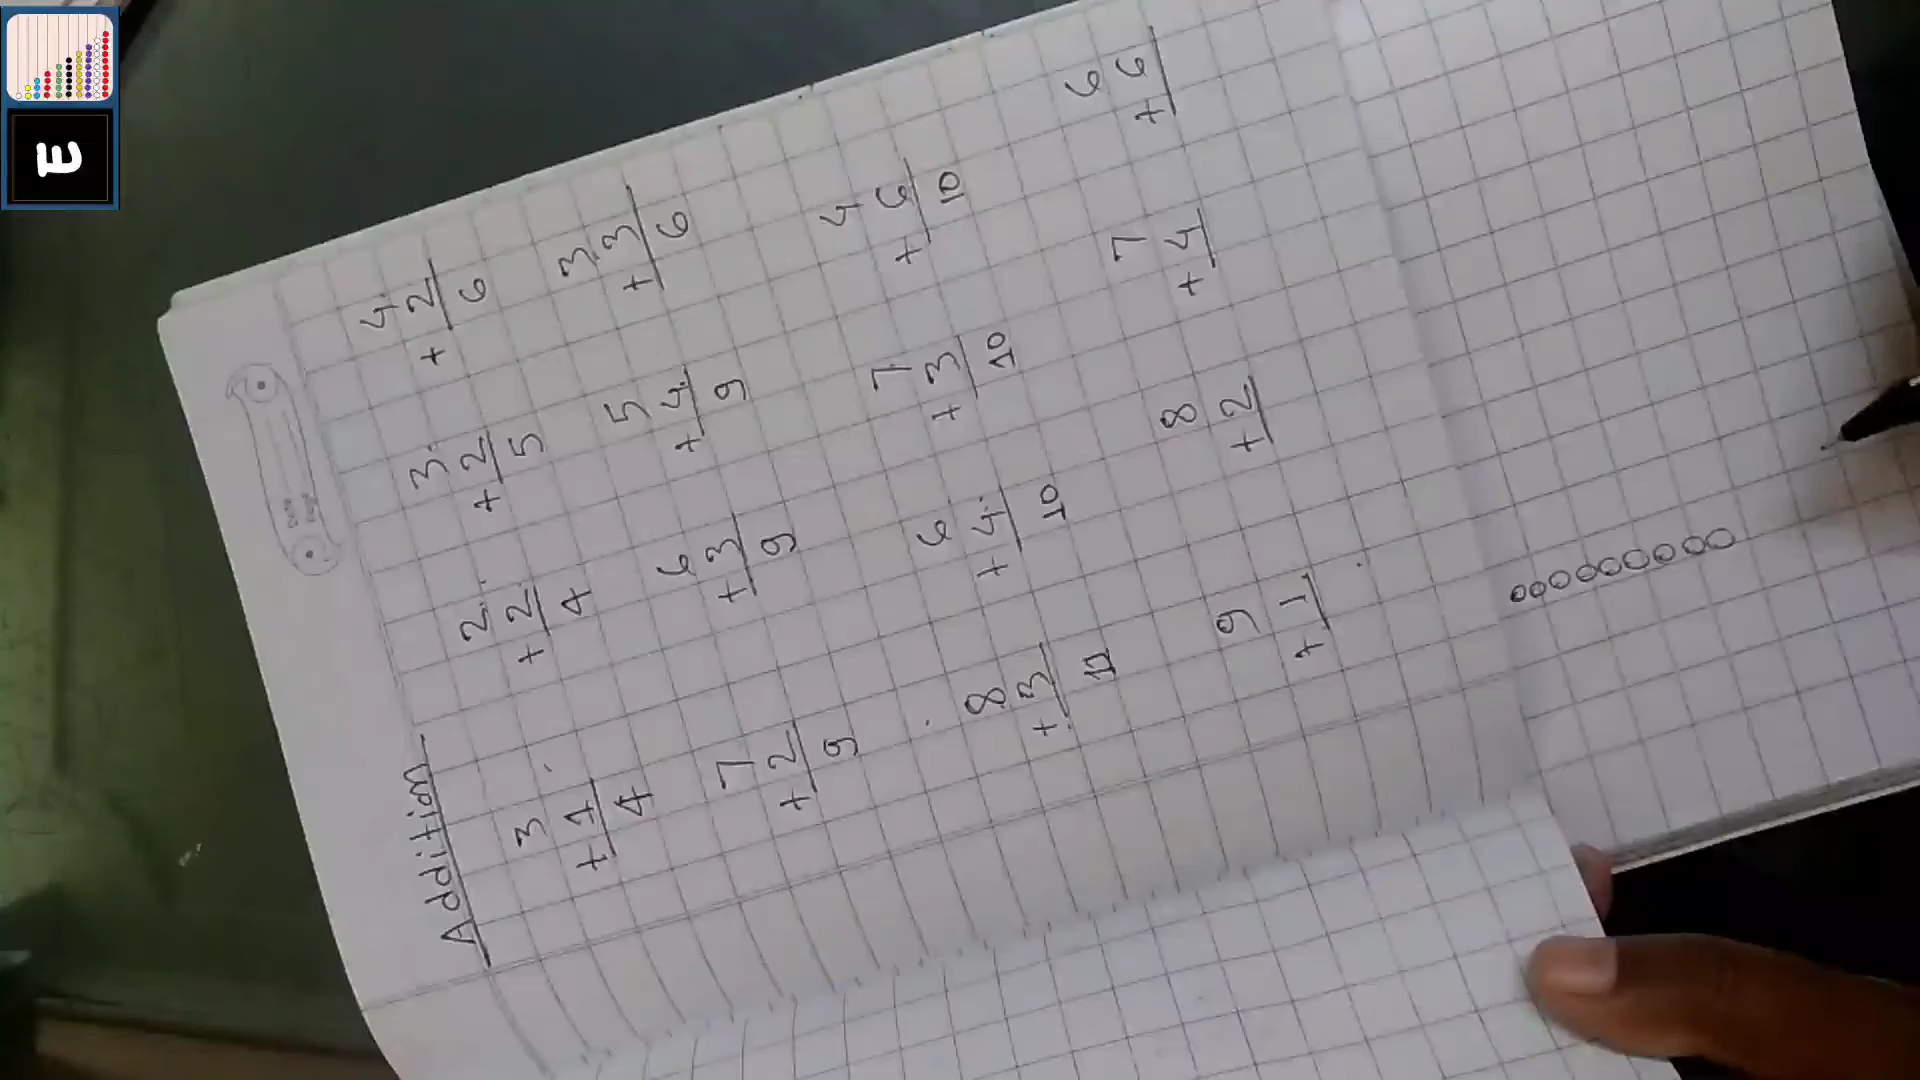 Addition
3 2 3 4
+1 +2 +2 +2
4 4 5 6
7 6 5 3
+2 +3 +4 +3
9 9 9 6
8 6 7 4
+3 +4 +3 +6
11 10 10 10
9 8 7 6
+1 +2 +4 +6
E